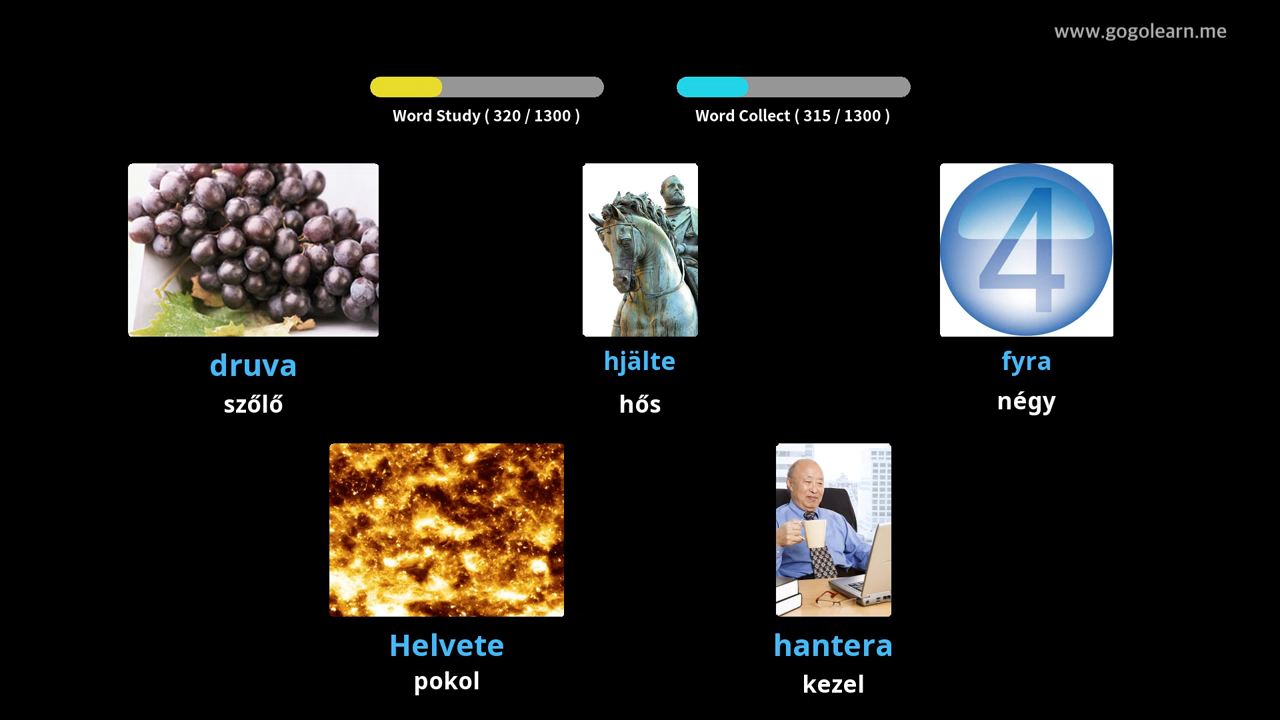 www.gogolearn.me
Word Study ( 320 / 1300 )
Word Collect ( 315 / 1300 )
druva
szőlő
hjälte
hős
4
fyra
négy
Helvete
pokol
hantera
kezel